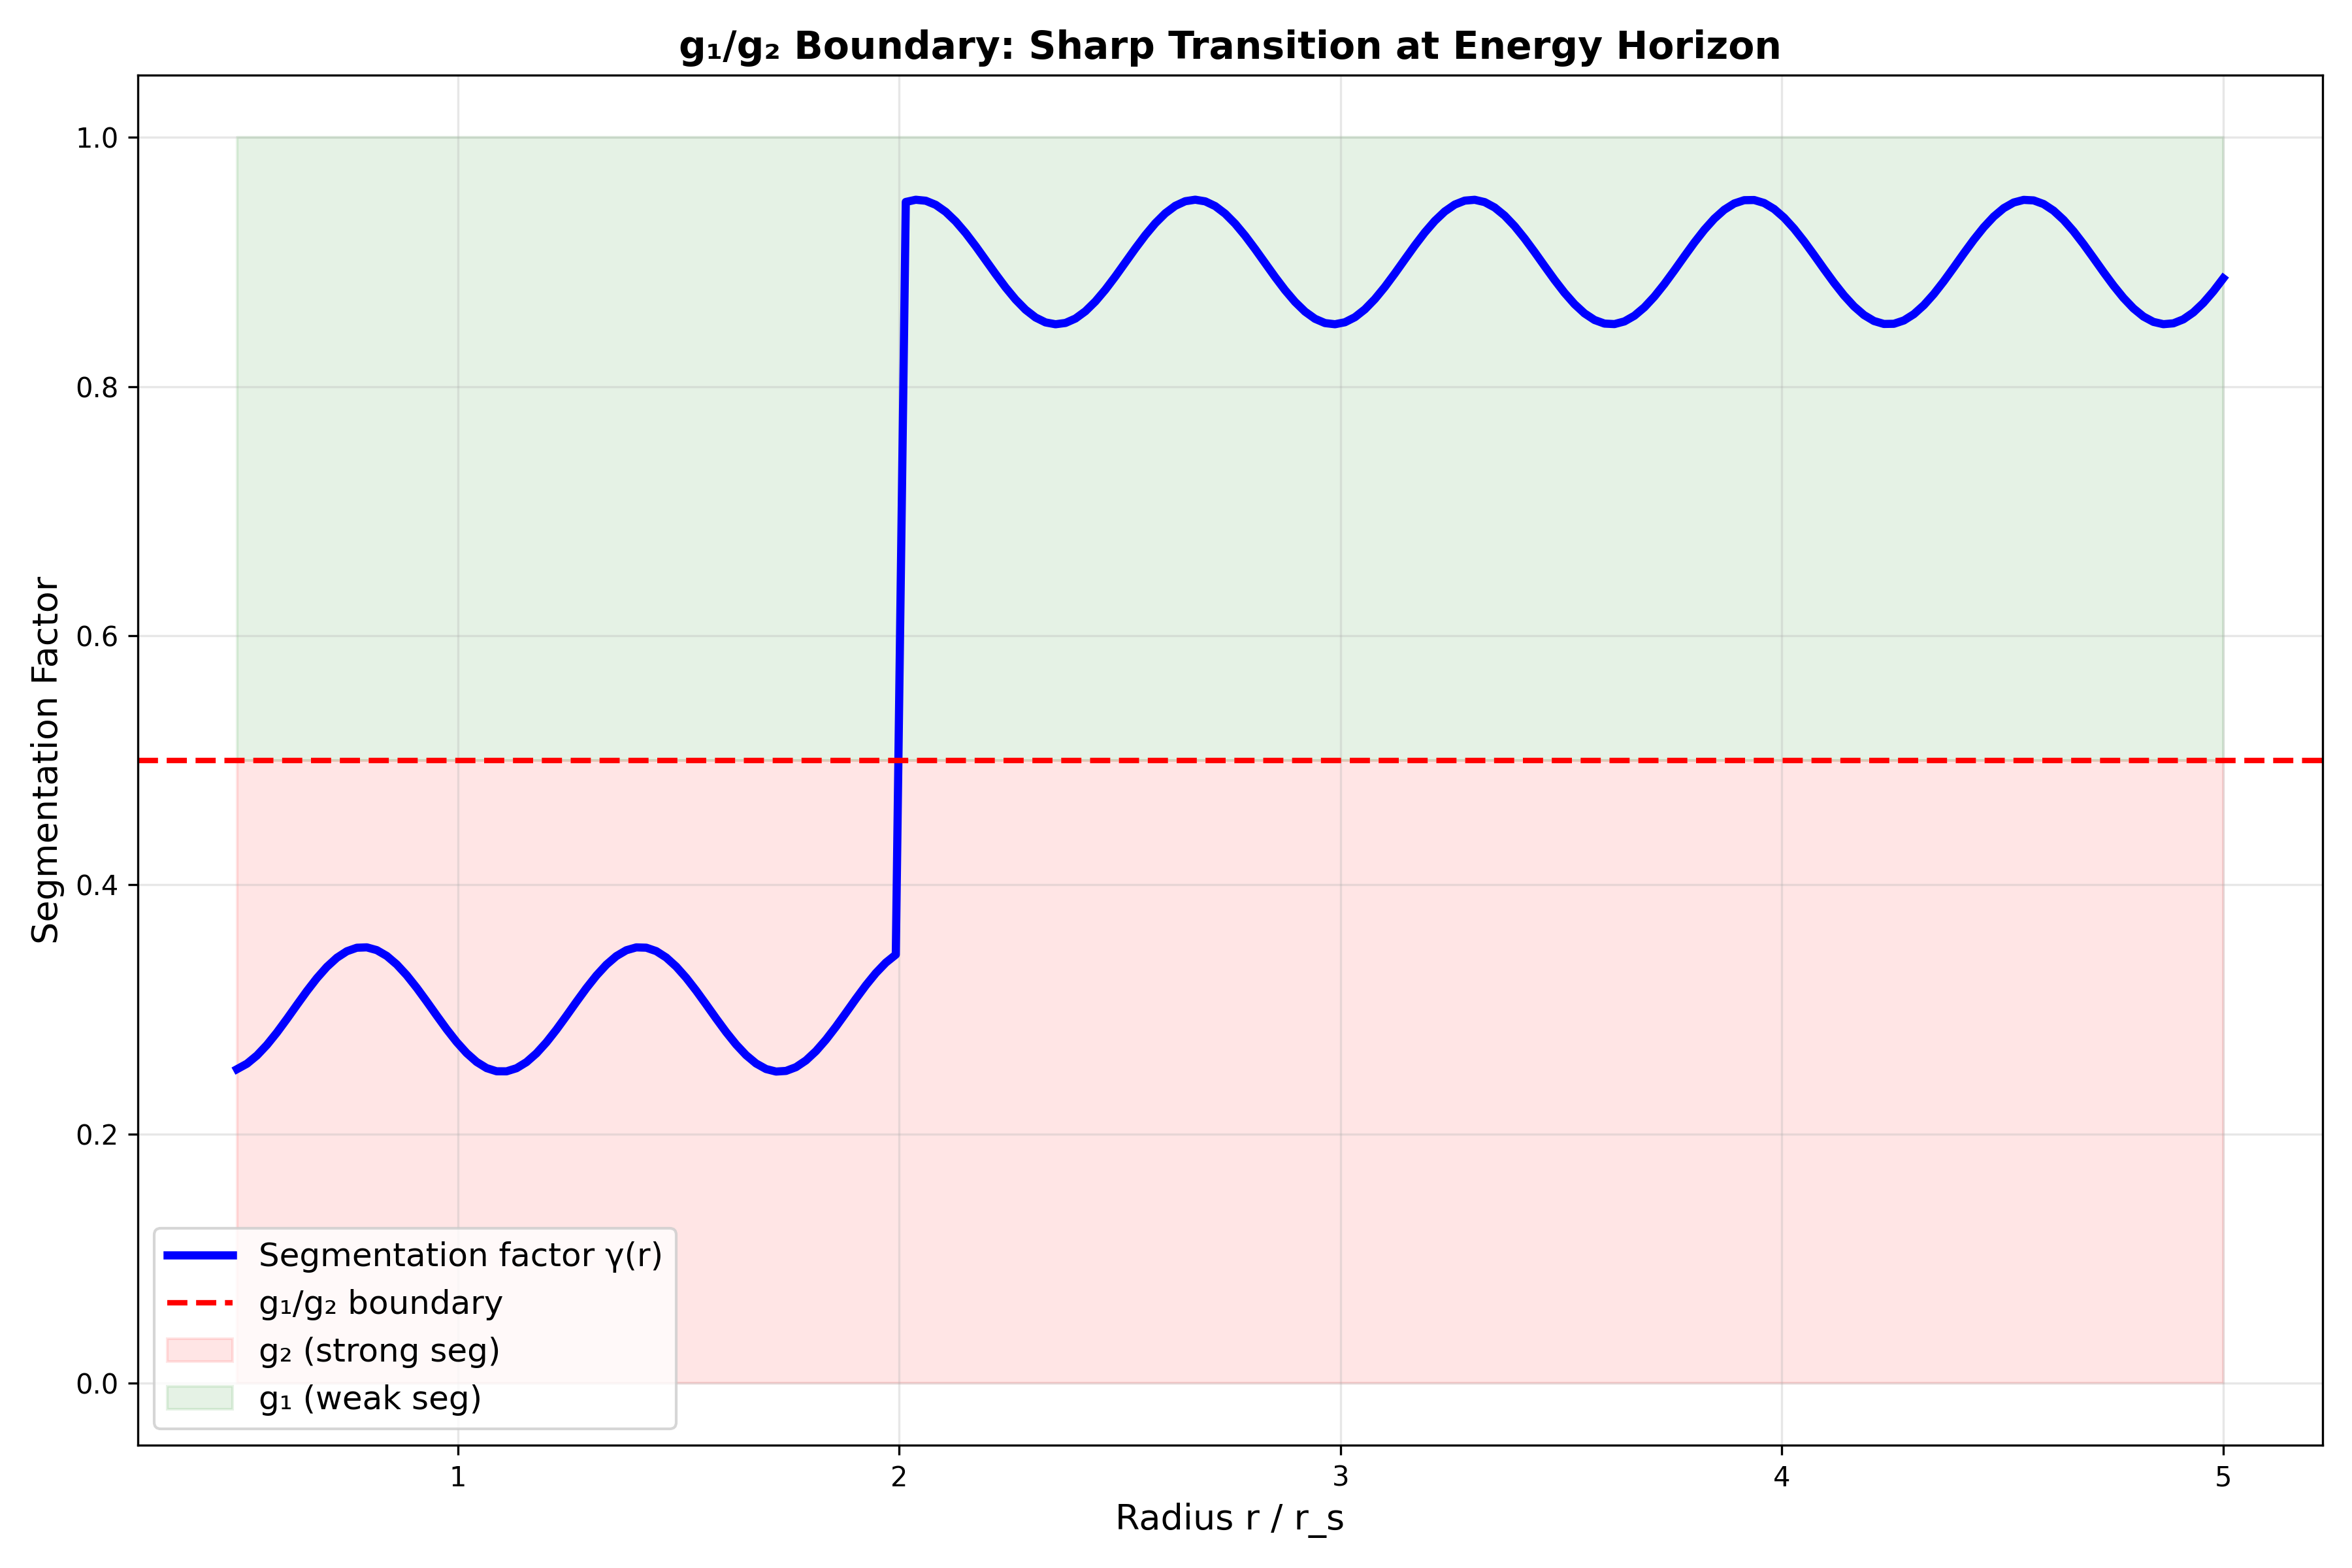 g₁/g₂ Boundary: Sharp Transition at Energy Horizon
Segmentation Factor
1.0
0.8
0.6
0.4
0.2
0.0
Segmentation factor γ(r)
g₁/g₂ boundary
g₂ (strong seg)
g₁ (weak seg)
1 2 3 4 5
Radius r / r_s